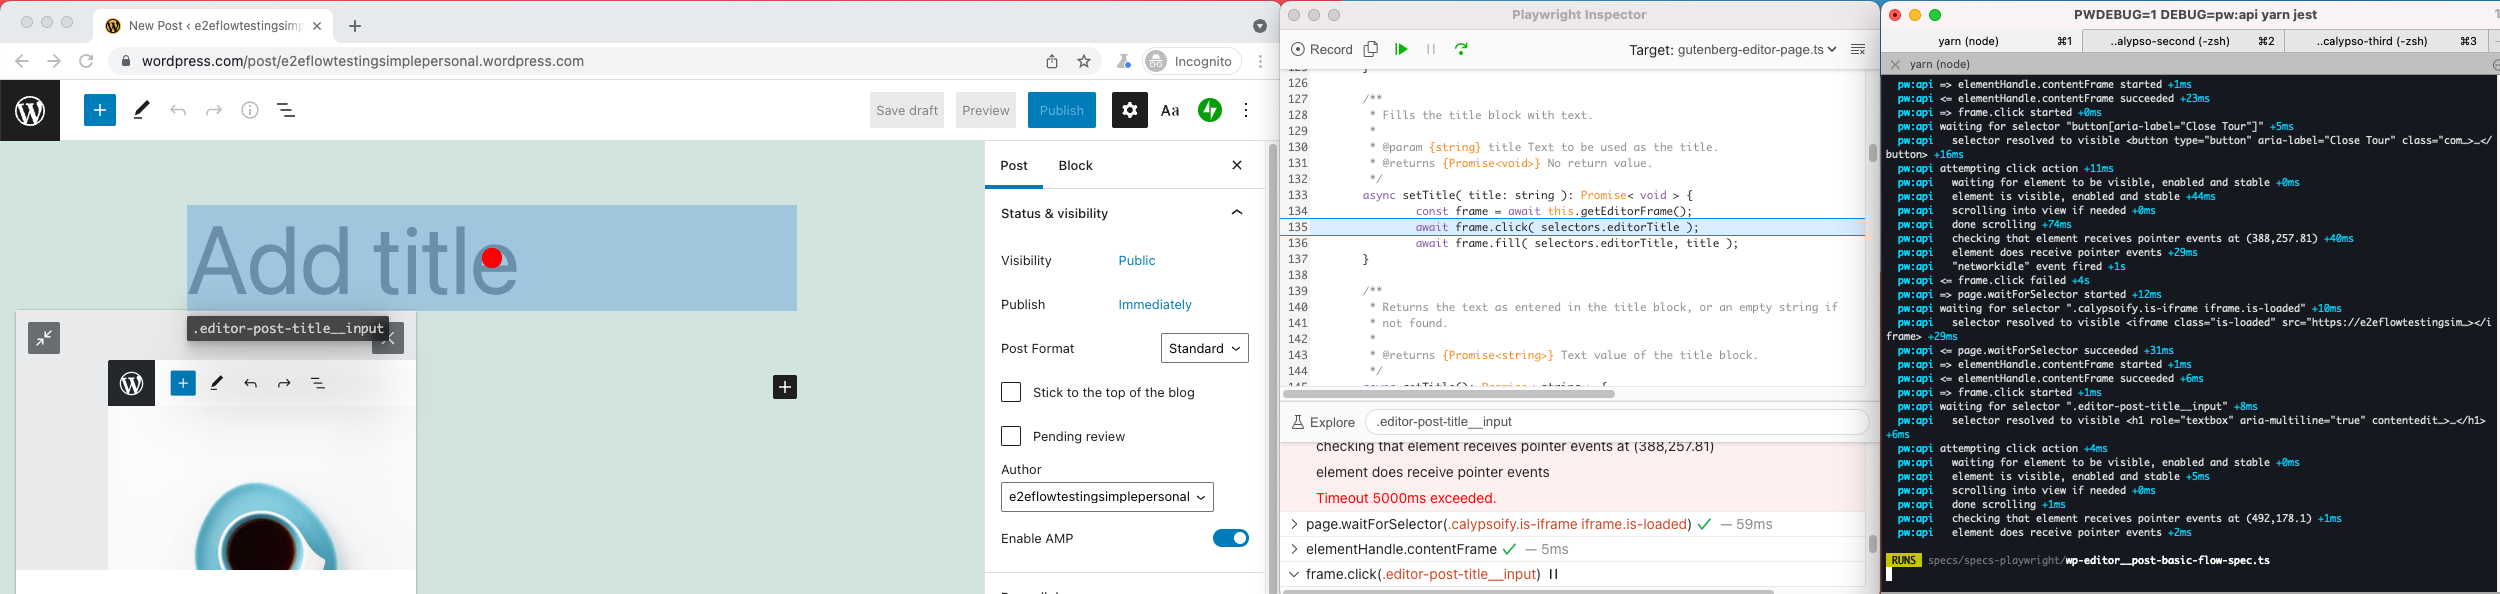 New Post ‹ e2eflowtestingsimp
wordpress.com/post/e2eflowtestingsimplepersonal.wordpress.com
Incognito
Save draft
Preview
Publish
Aa
Add title
.editor-post-title__input
Post
Block
Status & visibility
Visibility
Public
Publish
Immediately
Post Format
Standard
Stick to the top of the blog
Pending review
Author
e2eflowtestingsimplepersonal
Enable AMP
Playwright Inspector
Record
Target: gutenberg-editor-page.ts
126
127 /**
128 * Fills the title block with text.
129 *
130 * @param {string} title Text to be used as the title.
131 * @returns {Promise<void>} No return value.
132 */
133 async setTitle( title: string ): Promise< void > {
134 const frame = await this.getEditorFrame();
135 await frame.click( selectors.editorTitle );
136 await frame.fill( selectors.editorTitle, title );
137 }
138
139 /**
140 * Returns the text as entered in the title block, or an empty string if
141 * not found.
142 *
143 * @returns {Promise<string>} Text value of the title block.
144 */
Explore
.editor-post-title__input
checking that element receives pointer events at (388,257.81)
element does receive pointer events
Timeout 5000ms exceeded.
page.waitForSelector(.calypsoify.is-iframe iframe.is-loaded) ✓ — 59ms
elementHandle.contentFrame ✓ — 5ms
frame.click(.editor-post-title__input)
PWDEBUG=1 DEBUG=pw:api yarn jest
yarn (node) ⌘1
..alypso-second (-zsh) ⌘2
..calypso-third (-zsh) ⌘3
yarn (node)
pw:api => elementHandle.contentFrame started +1ms
pw:api <= elementHandle.contentFrame succeeded +23ms
pw:api => frame.click started +0ms
pw:api waiting for selector "button[aria-label="Close Tour"]" +5ms
pw:api selector resolved to visible <button type="button" aria-label="Close Tour" class="com…>…</
button> +16ms
pw:api attempting click action +11ms
pw:api waiting for element to be visible, enabled and stable +0ms
pw:api element is visible, enabled and stable +44ms
pw:api scrolling into view if needed +0ms
pw:api done scrolling +74ms
pw:api checking that element receives pointer events at (388,257.81) +40ms
pw:api element does receive pointer events +29ms
pw:api "networkidle" event fired +1s
pw:api <= frame.click failed +4s
pw:api => page.waitForSelector started +12ms
pw:api waiting for selector ".calypsoify.is-iframe iframe.is-loaded" +10ms
pw:api selector resolved to visible <iframe class="is-loaded" src="https://e2eflowtestingsim…></i
frame> +29ms
pw:api <= page.waitForSelector succeeded +31ms
pw:api => elementHandle.contentFrame started +1ms
pw:api <= elementHandle.contentFrame succeeded +6ms
pw:api => frame.click started +1ms
pw:api waiting for selector ".editor-post-title__input" +8ms
pw:api selector resolved to visible <h1 role="textbox" aria-multiline="true" contentedit…>…</h1>
+6ms
pw:api attempting click action +4ms
pw:api waiting for element to be visible, enabled and stable +0ms
pw:api element is visible, enabled and stable +5ms
pw:api scrolling into view if needed +0ms
pw:api done scrolling +1ms
pw:api checking that element receives pointer events at (492,178.1) +1ms
pw:api element does receive pointer events +2ms
RUNS specs/specs-playwright/wp-editor__post-basic-flow-spec.ts